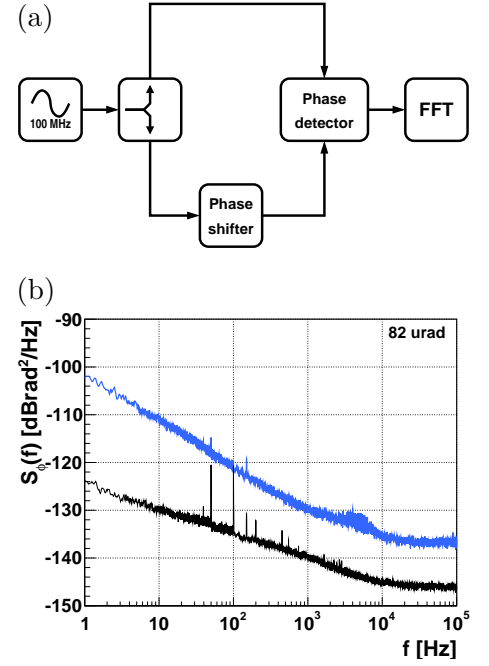 (a)
100 MHz
Phase
detector
FFT
Phase
shifter
(b)
S_ϕ(f) [dBrad²/Hz]
-90
-100
-110
-120
-130
-140
-150
82 urad
1
10
10²
10³
10⁴
10⁵
f [Hz]